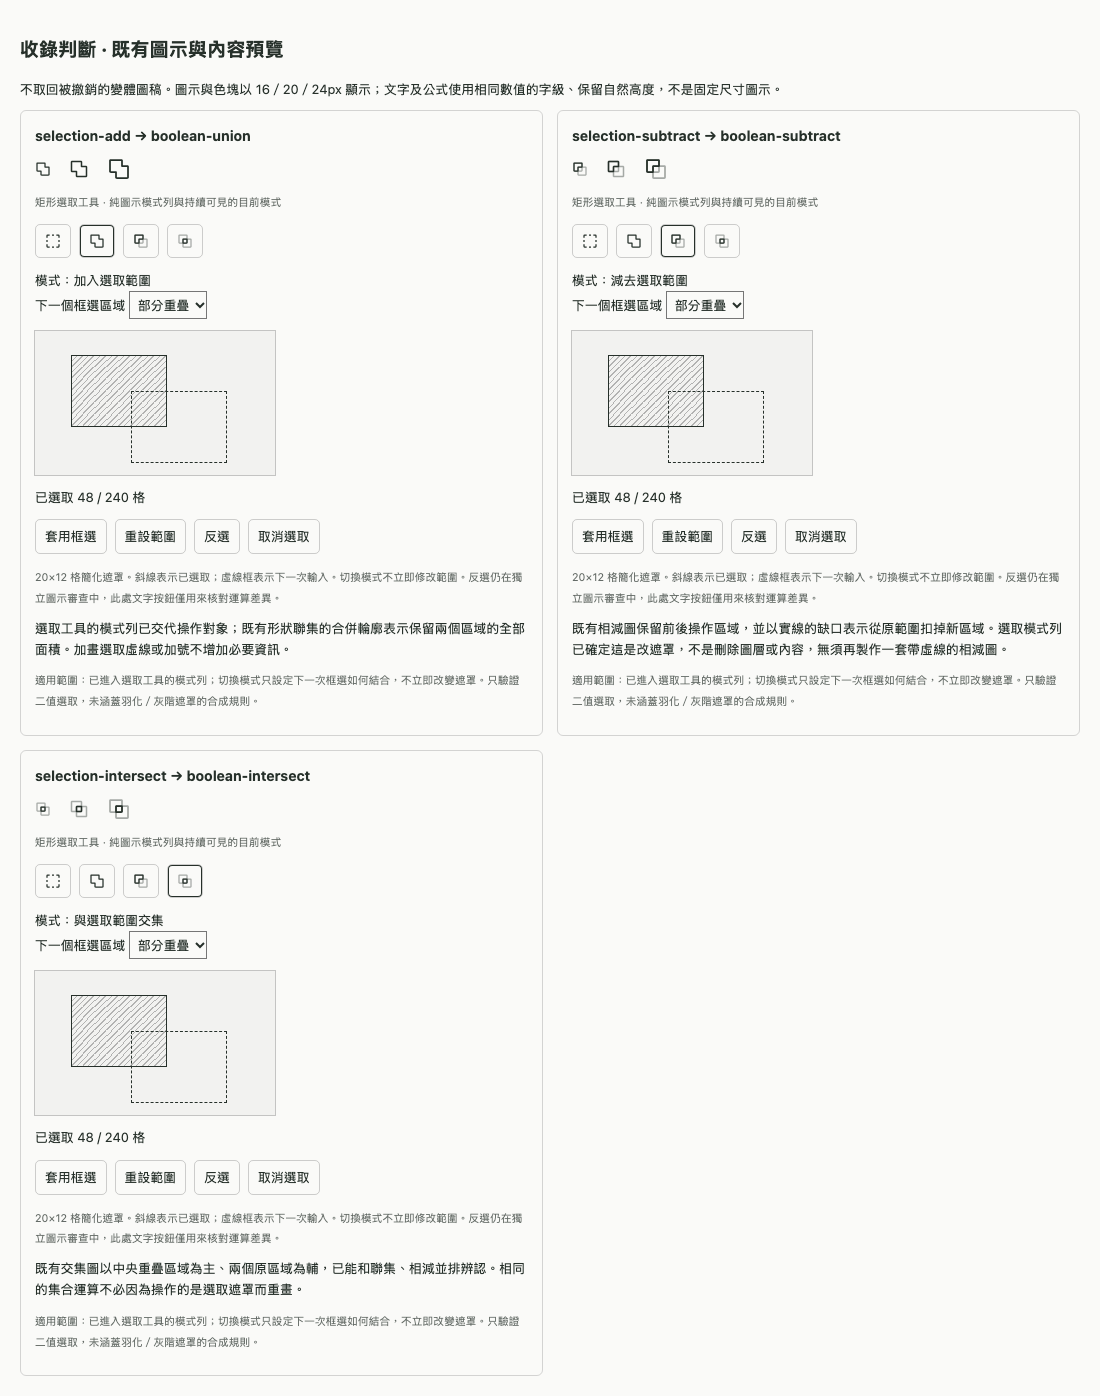 收錄判斷 · 既有圖示與內容預覽
不取回被撤銷的變體圖稿。圖示與色塊以 16 / 20 / 24px 顯示；文字及公式使用相同數值的字級、保留自然高度，不是固定尺寸圖示。
selection-add → boolean-union
矩形選取工具 · 純圖示模式列與持續可見的目前模式
模式：加入選取範圍
下一個框選區域 部分重疊
已選取 48 / 240 格
套用框選 重設範圍 反選 取消選取
20×12 格簡化遮罩。斜線表示已選取；虛線框表示下一次輸入。切換模式不立即修改範圍。反選仍在獨
立圖示審查中，此處文字按鈕僅用來核對運算差異。
選取工具的模式列已交代操作對象；既有形狀聯集的合併輪廓表示保留兩個區域的全部
面積。加畫選取虛線或加號不增加必要資訊。
適用範圍：已進入選取工具的模式列；切換模式只設定下一次框選如何結合，不立即改變遮罩。只驗證
二值選取，未涵蓋羽化 / 灰階遮罩的合成規則。
selection-subtract → boolean-subtract
矩形選取工具 · 純圖示模式列與持續可見的目前模式
模式：減去選取範圍
下一個框選區域 部分重疊
已選取 48 / 240 格
套用框選 重設範圍 反選 取消選取
20×12 格簡化遮罩。斜線表示已選取；虛線框表示下一次輸入。切換模式不立即修改範圍。反選仍在獨
立圖示審查中，此處文字按鈕僅用來核對運算差異。
既有相減圖保留前後操作區域，並以實線的缺口表示從原範圍扣掉新區域。選取模式列
已確定這是改遮罩，不是刪除圖層或內容，無須再製作一套帶虛線的相減圖。
適用範圍：已進入選取工具的模式列；切換模式只設定下一次框選如何結合，不立即改變遮罩。只驗證
二值選取，未涵蓋羽化 / 灰階遮罩的合成規則。
selection-intersect → boolean-intersect
矩形選取工具 · 純圖示模式列與持續可見的目前模式
模式：與選取範圍交集
下一個框選區域 部分重疊
已選取 48 / 240 格
套用框選 重設範圍 反選 取消選取
20×12 格簡化遮罩。斜線表示已選取；虛線框表示下一次輸入。切換模式不立即修改範圍。反選仍在獨
立圖示審查中，此處文字按鈕僅用來核對運算差異。
既有交集圖以中央重疊區域為主、兩個原區域為輔，已能和聯集、相減並排辨認。相同
的集合運算不必因為操作的是選取遮罩而重畫。
適用範圍：已進入選取工具的模式列；切換模式只設定下一次框選如何結合，不立即改變遮罩。只驗證
二值選取，未涵蓋羽化 / 灰階遮罩的合成規則。